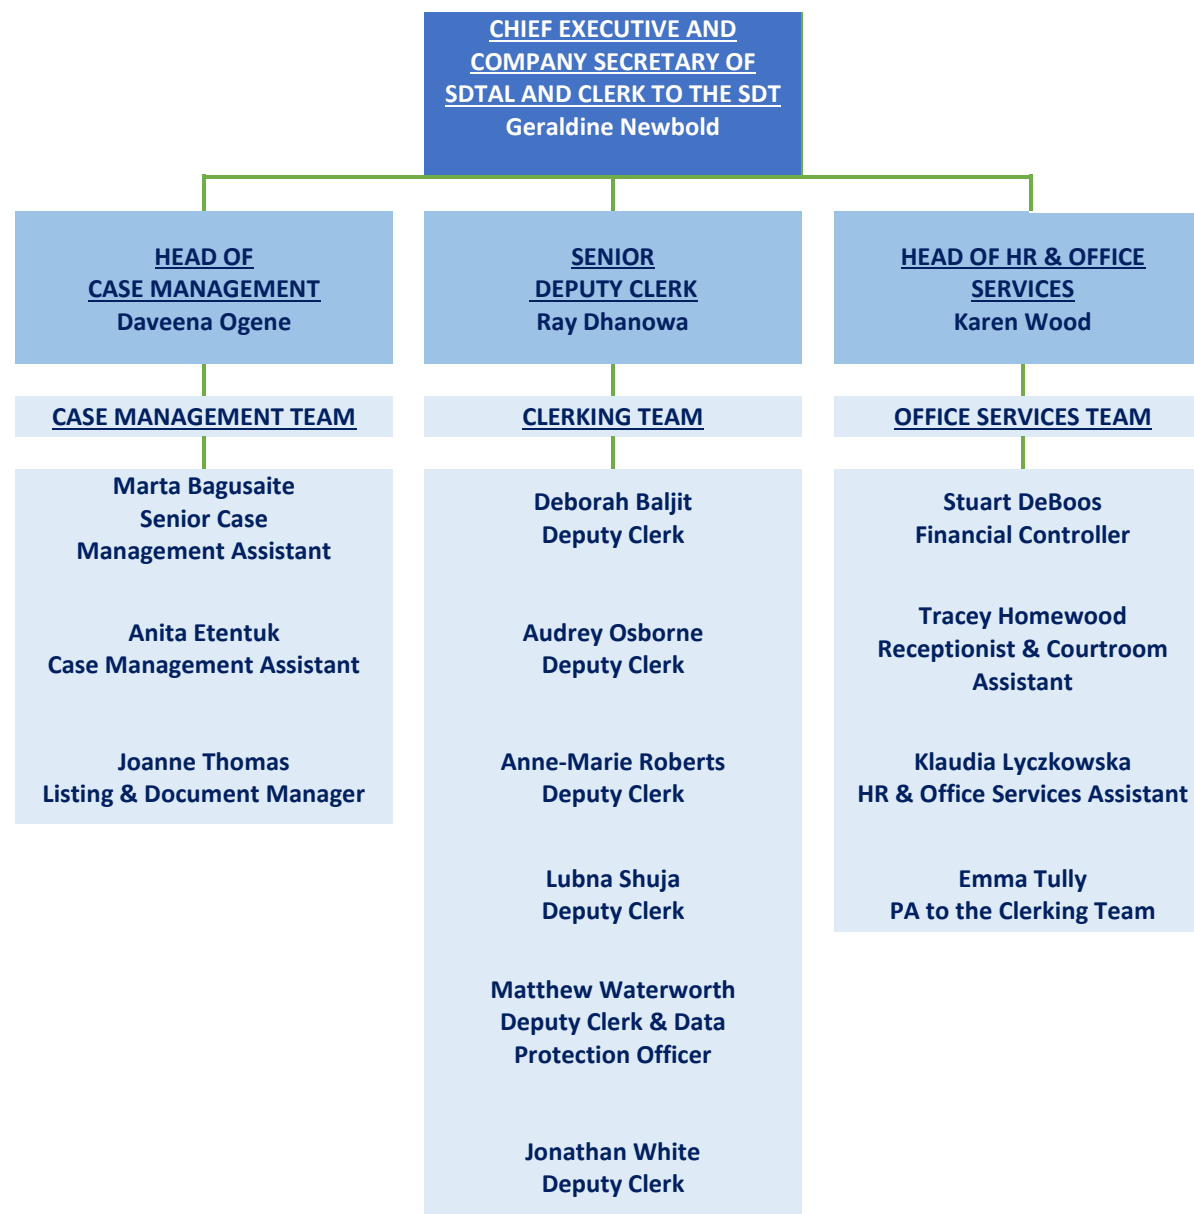 CHIEF EXECUTIVE AND
COMPANY SECRETARY OF
SDTAL AND CLERK TO THE SDT
Geraldine Newbold
HEAD OF
CASE MANAGEMENT
Daveena Ogene
SENIOR
DEPUTY CLERK
Ray Dhanowa
HEAD OF HR & OFFICE
SERVICES
Karen Wood
CASE MANAGEMENT TEAM
CLERKING TEAM
OFFICE SERVICES TEAM
Marta Bagusaite
Senior Case
Management Assistant
Anita Etentuk
Case Management Assistant
Joanne Thomas
Listing & Document Manager
Deborah Baljit
Deputy Clerk
Audrey Osborne
Deputy Clerk
Anne-Marie Roberts
Deputy Clerk
Lubna Shuja
Deputy Clerk
Matthew Waterworth
Deputy Clerk & Data
Protection Officer
Jonathan White
Deputy Clerk
Stuart DeBoos
Financial Controller
Tracey Homewood
Receptionist & Courtroom
Assistant
Klaudia Lyczkowska
HR & Office Services Assistant
Emma Tully
PA to the Clerking Team